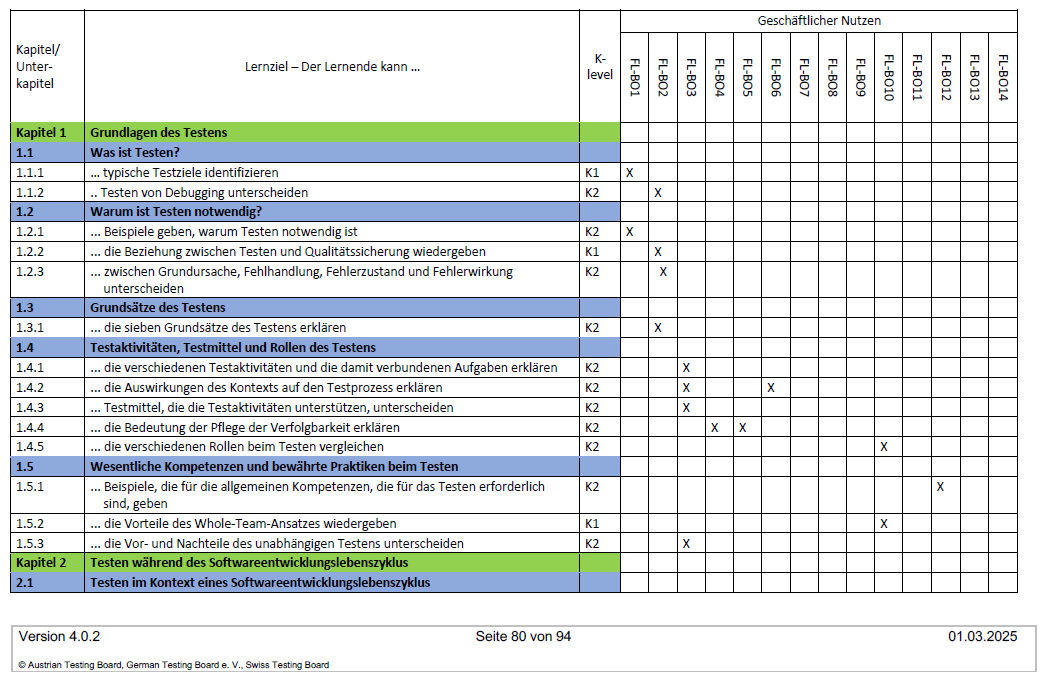 Geschäftlicher Nutzen
Kapitel/
Unter-
kapitel
Lernziel – Der Lernende kann ...
K-
level
FL-BO1
FL-BO2
FL-BO3
FL-BO4
FL-BO5
FL-BO6
FL-BO7
FL-BO8
FL-BO9
FL-BO10
FL-BO11
FL-BO12
FL-BO13
FL-BO14
Kapitel 1 Grundlagen des Testens
1.1 Was ist Testen?
1.1.1 ... typische Testziele identifizieren K1 X
1.1.2 .. Testen von Debugging unterscheiden K2 X
1.2 Warum ist Testen notwendig?
1.2.1 ... Beispiele geben, warum Testen notwendig ist K2 X
1.2.2 ... die Beziehung zwischen Testen und Qualitätssicherung wiedergeben K1 X
1.2.3 ... zwischen Grundursache, Fehlhandlung, Fehlerzustand und Fehlerwirkung K2 X
unterscheiden
1.3 Grundsätze des Testens
1.3.1 ... die sieben Grundsätze des Testens erklären K2 X
1.4 Testaktivitäten, Testmittel und Rollen des Testens
1.4.1 ... die verschiedenen Testaktivitäten und die damit verbundenen Aufgaben erklären K2 X
1.4.2 ... die Auswirkungen des Kontexts auf den Testprozess erklären K2 X X
1.4.3 ... Testmittel, die die Testaktivitäten unterstützen, unterscheiden K2 X
1.4.4 ... die Bedeutung der Pflege der Verfolgbarkeit erklären K2 X X
1.4.5 ... die verschiedenen Rollen beim Testen vergleichen K2 X
1.5 Wesentliche Kompetenzen und bewährte Praktiken beim Testen
1.5.1 ... Beispiele, die für die allgemeinen Kompetenzen, die für das Testen erforderlich K2 X
sind, geben
1.5.2 ... die Vorteile des Whole-Team-Ansatzes wiedergeben K1 X
1.5.3 ... die Vor- und Nachteile des unabhängigen Testens unterscheiden K2 X
Kapitel 2 Testen während des Softwareentwicklungslebenszyklus
2.1 Testen im Kontext eines Softwareentwicklungslebenszyklus
Version 4.0.2 Seite 80 von 94 01.03.2025
© Austrian Testing Board, German Testing Board e. V., Swiss Testing Board